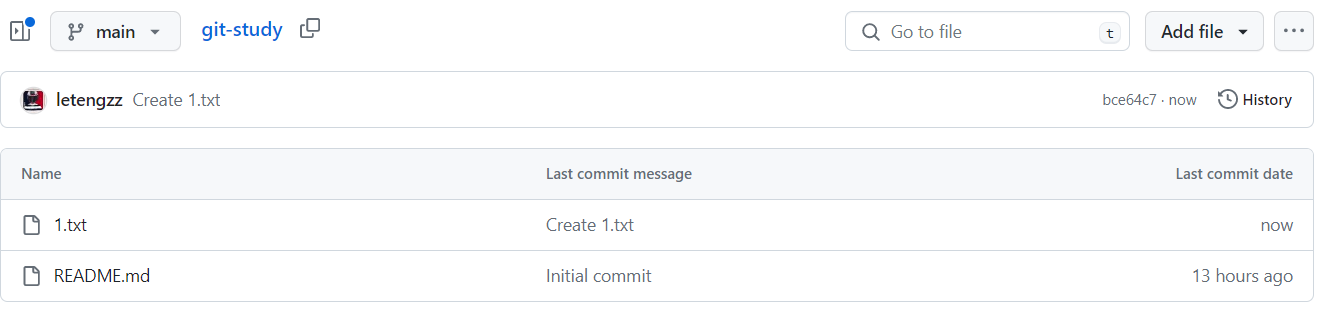 main git-study Go to file t Add file
letengzz Create 1.txt bce64c7 · now History
Name Last commit message Last commit date
1.txt Create 1.txt now
README.md Initial commit 13 hours ago